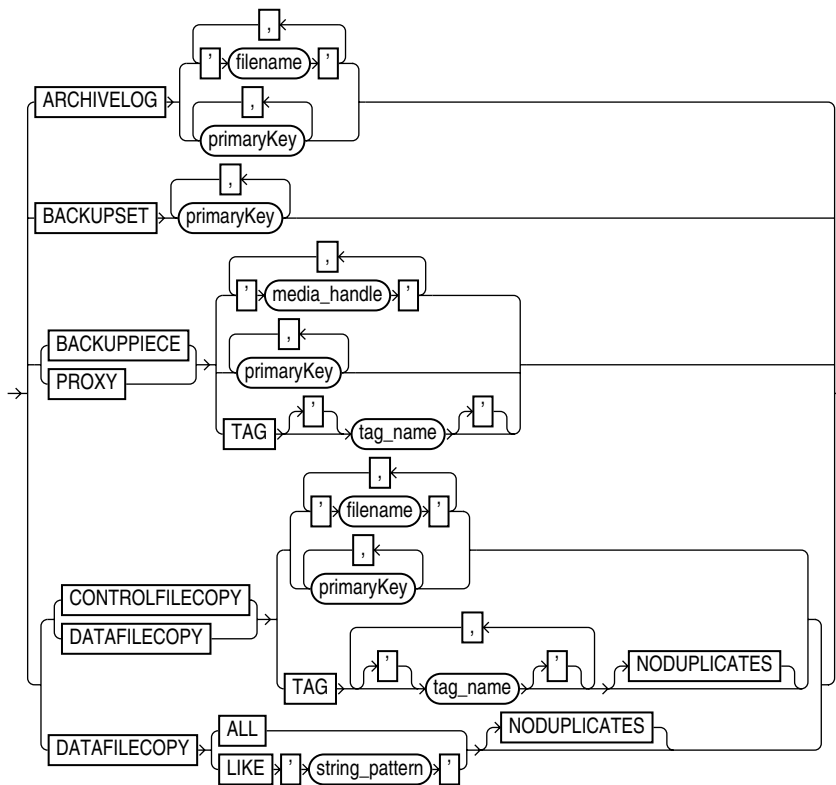 ,
' filename '
ARCHIVELOG
,
primaryKey
,
BACKUPSET primaryKey
,
' media_handle '
BACKUPPIECE
,
PROXY
primaryKey
TAG ' tag_name '
,
' filename '
,
primaryKey
CONTROLFILECOPY
DATAFILECOPY
,
TAG ' tag_name ' NODUPLICATES
ALL
NODUPLICATES
DATAFILECOPY
LIKE ' string_pattern '